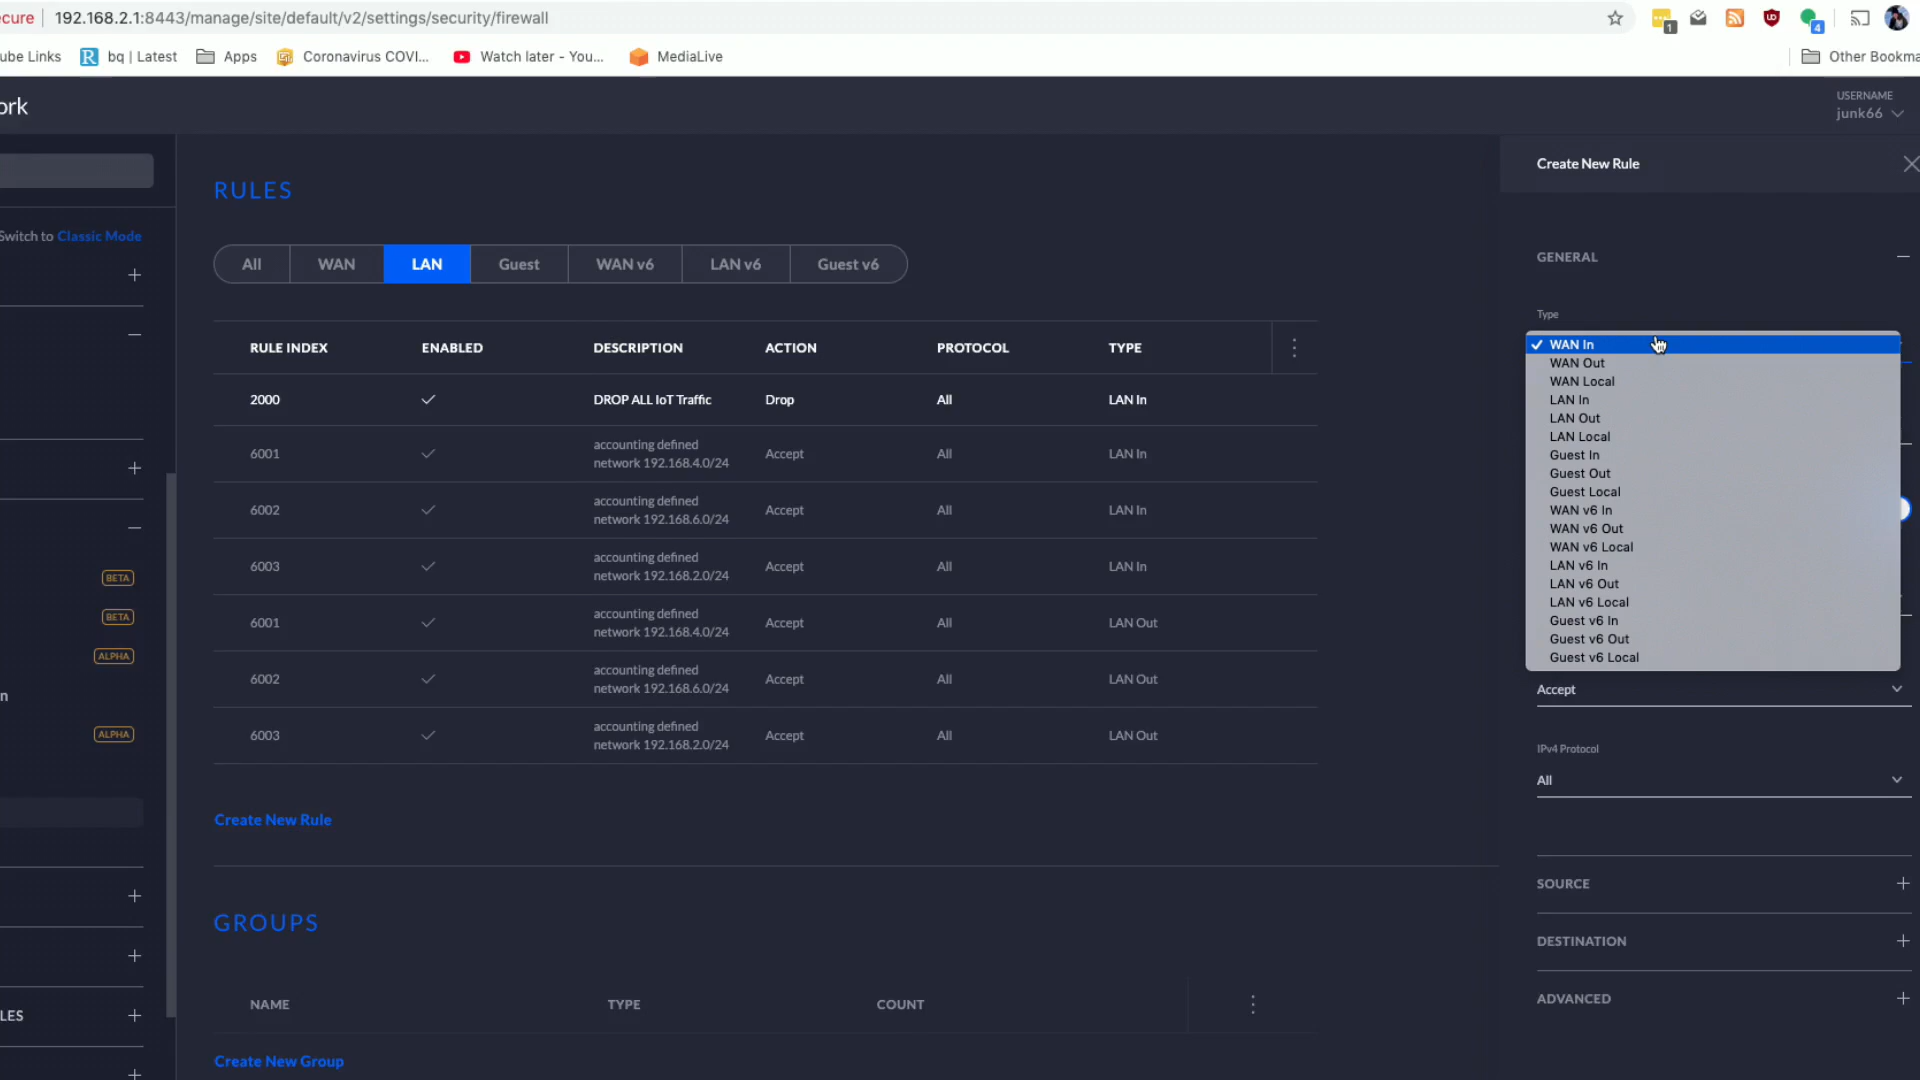 cure 192.168.2.1:8443/manage/site/default/v2/settings/security/firewall
1
UD
4
ube Links
R bq | Latest
Apps
Coronavirus COVI...
Watch later - You...
MediaLive
Other Bookma
ork
USERNAME
junk66
Switch to Classic Mode
BETA
BETA
ALPHA
n
ALPHA
LES
RULES
All WAN LAN Guest WAN v6 LAN v6 Guest v6
RULE INDEX ENABLED DESCRIPTION ACTION PROTOCOL TYPE
2000 DROP ALL IoT Traffic Drop All LAN In
6001 accounting defined network 192.168.4.0/24 Accept All LAN In
6002 accounting defined network 192.168.6.0/24 Accept All LAN In
6003 accounting defined network 192.168.2.0/24 Accept All LAN In
6001 accounting defined network 192.168.4.0/24 Accept All LAN Out
6002 accounting defined network 192.168.6.0/24 Accept All LAN Out
6003 accounting defined network 192.168.2.0/24 Accept All LAN Out
Create New Rule
GROUPS
NAME TYPE COUNT
Create New Group
Create New Rule
GENERAL
Type
WAN In
WAN Out
WAN Local
LAN In
LAN Out
LAN Local
Guest In
Guest Out
Guest Local
WAN v6 In
WAN v6 Out
WAN v6 Local
LAN v6 In
LAN v6 Out
LAN v6 Local
Guest v6 In
Guest v6 Out
Guest v6 Local
Accept
IPv4 Protocol
All
SOURCE
DESTINATION
ADVANCED